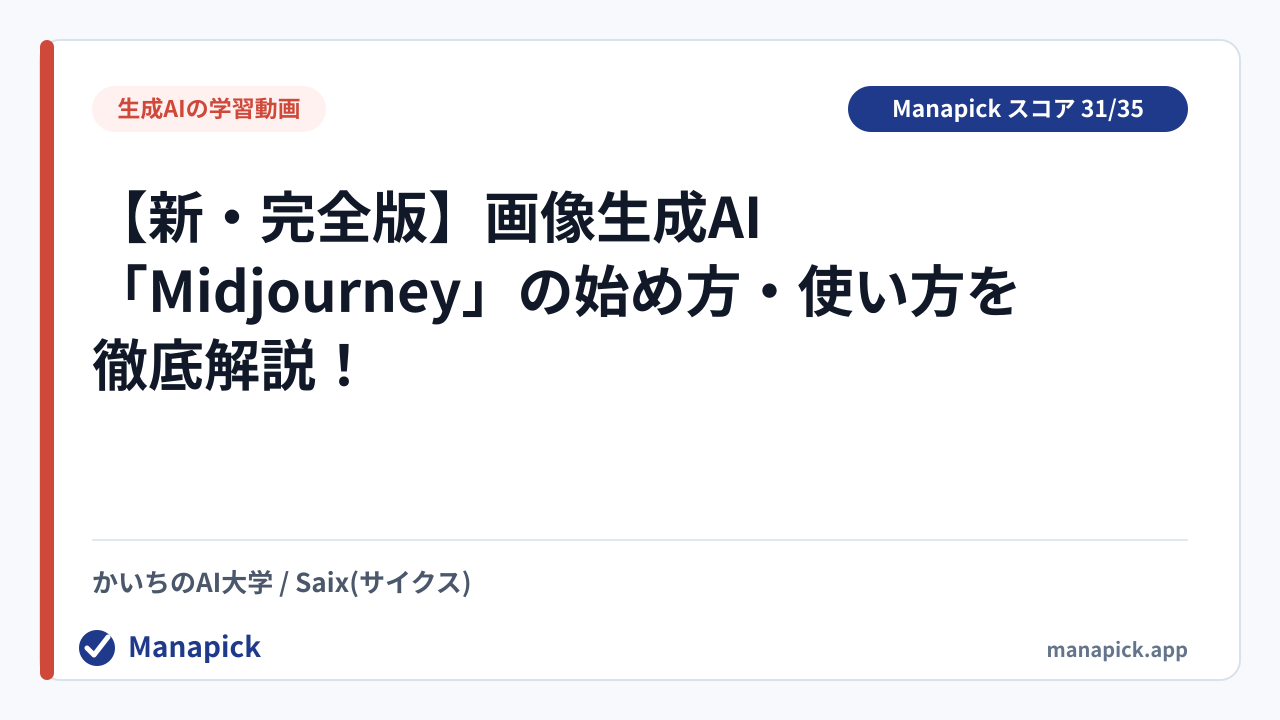 生成AIの学習動画
Manapick スコア 31/35
【新・完全版】画像生成AI
「Midjourney」の始め方・使い方を
徹底解説！
かいちのAI大学 / Saix(サイクス)
Manapick
manapick.app